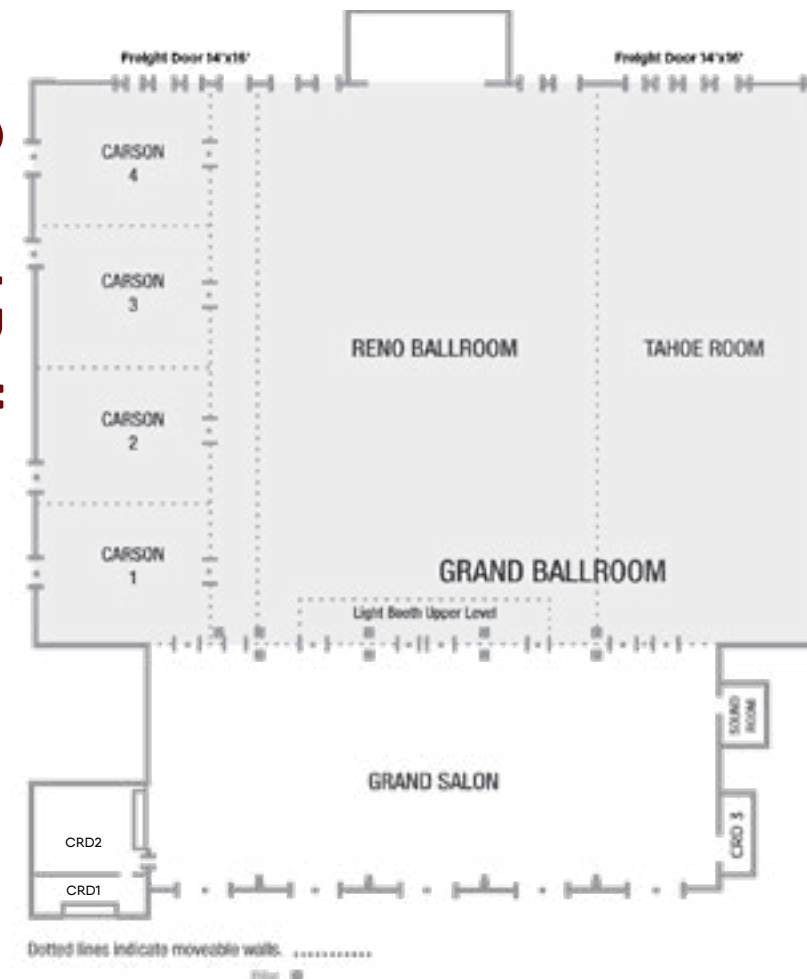 Freight Door 14'x16'
Freight Door 14'x16'
CARSON
4
CARSON
3
RENO BALLROOM
TAHOE ROOM
CARSON
2
CARSON
1
GRAND BALLROOM
Light Booth Upper Level
SOUND
ROOM
GRAND SALON
CRD 3
CRD2
CRD1
Dotted lines indicate moveable walls.
Pillar